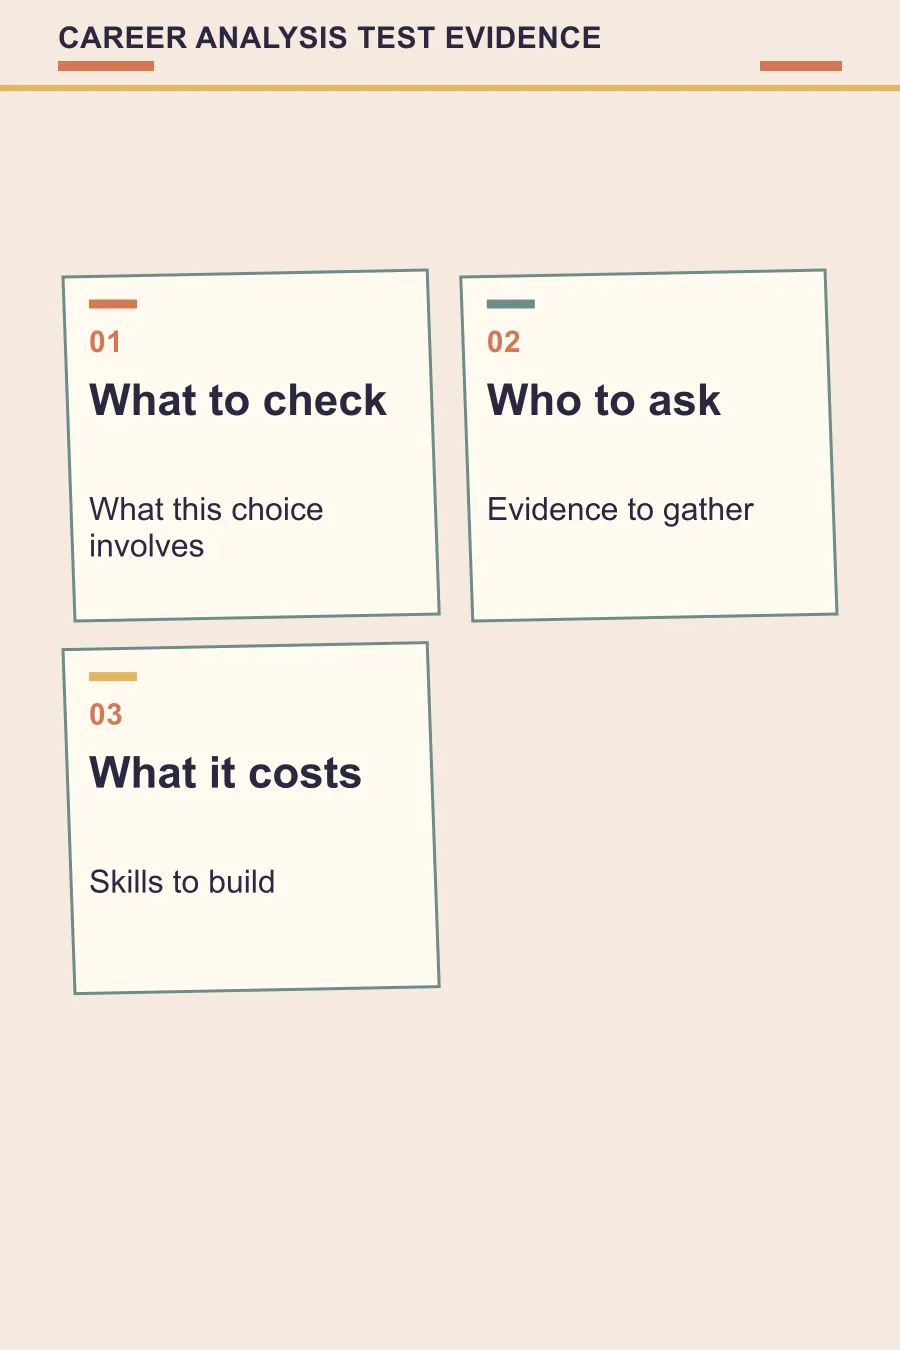 CAREER ANALYSIS TEST EVIDENCE
01
What to check
What this choice
involves
02
Who to ask
Evidence to gather
03
What it costs
Skills to build